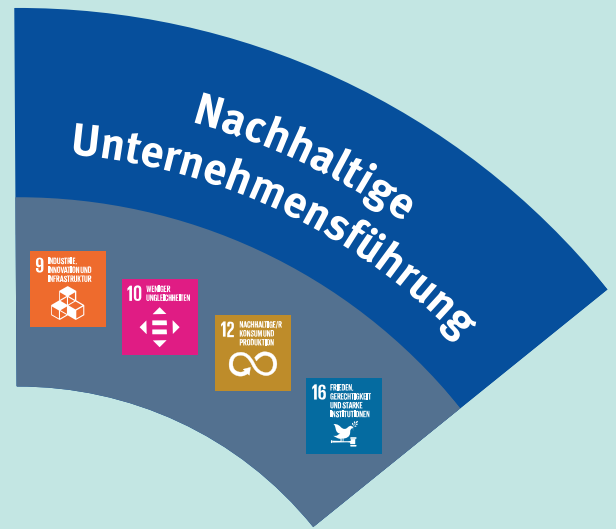 Nachhaltige
Unternehmensführung
9 INDUSTRIE,
INNOVATION UND
INFRASTRUKTUR
10 WENIGER
UNGLEICHHEITEN
12 NACHHALTIGE/R
KONSUM UND
PRODUKTION
16 FRIEDEN,
GERECHTIGKEIT
UND STARKE
INSTITUTIONEN